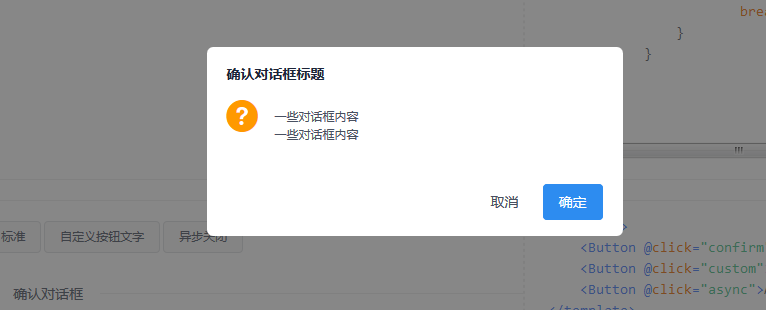 brea
}
}
确认对话框标题
?
一些对话框内容
一些对话框内容
取消 确定
标准 自定义按钮文字 异步关闭
>
<Button @click="confirm
<Button @click="custom"
<Button @click="async">
确认对话框
</template>